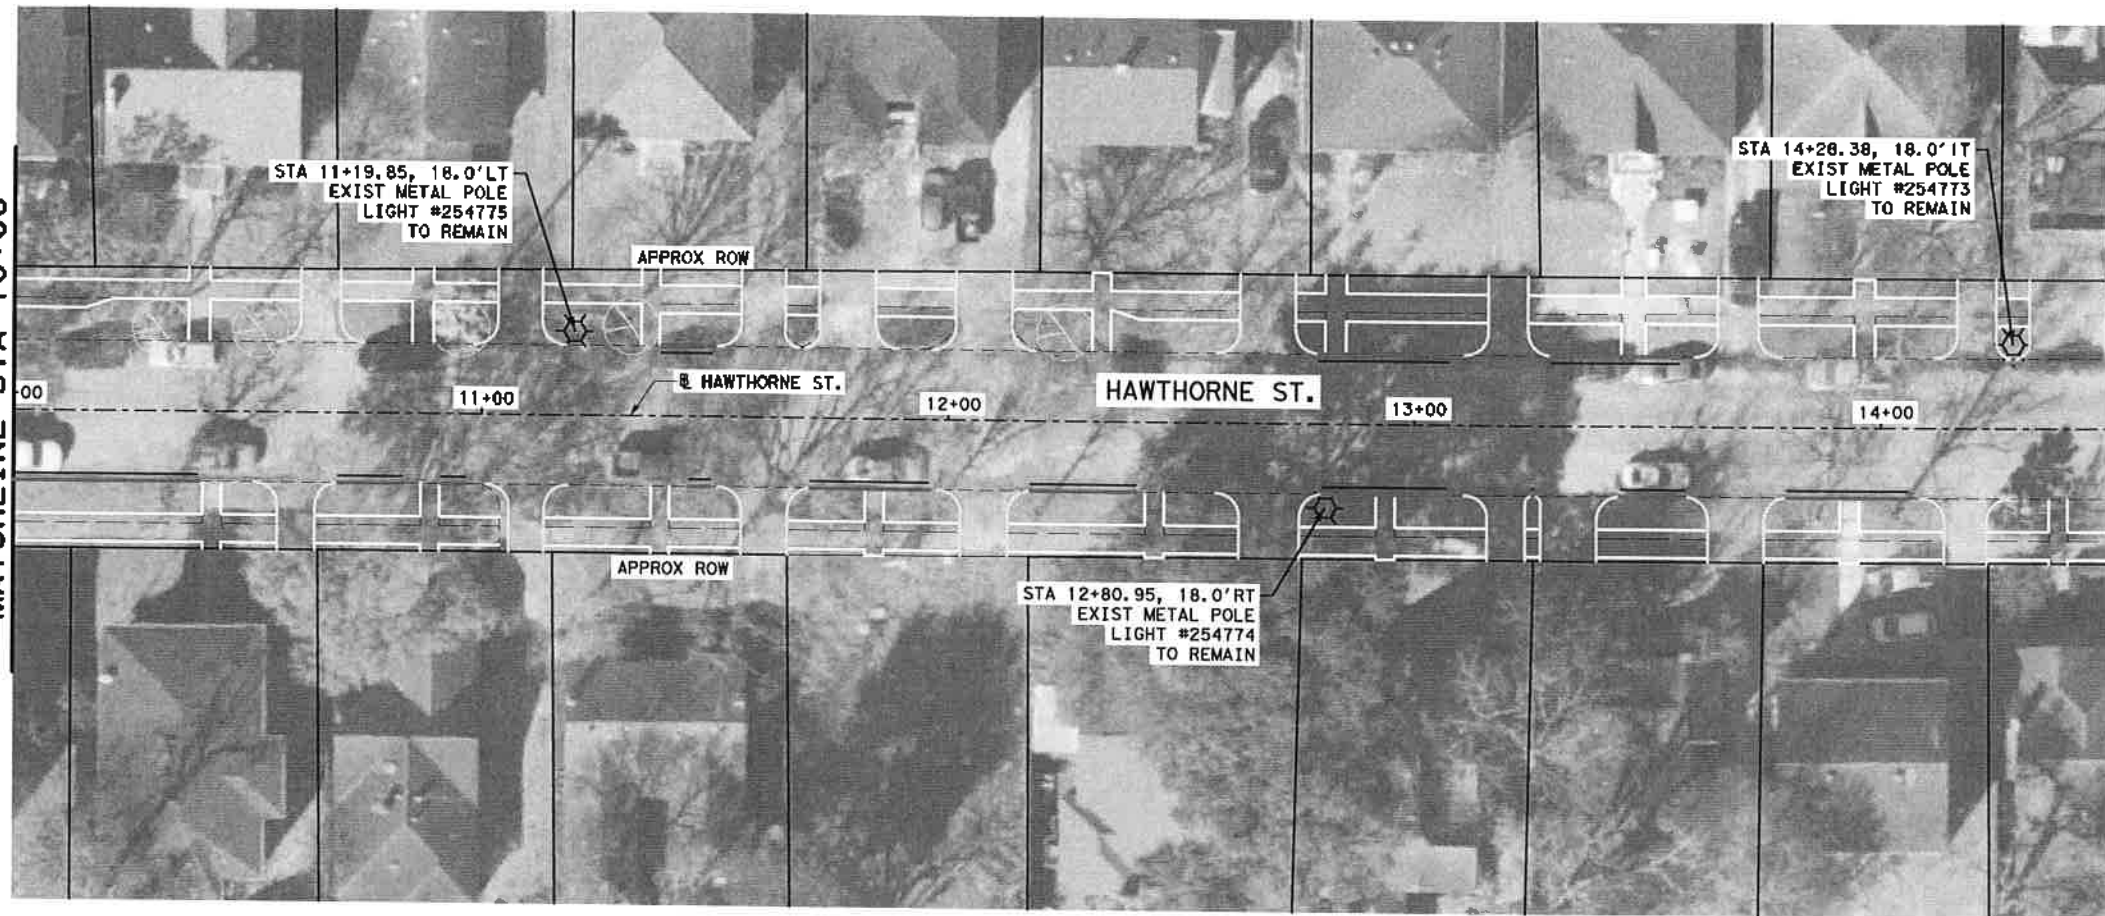 STA 11+19.85, 18.0'LT
EXIST METAL POLE
LIGHT #254775
TO REMAIN
STA 14+28.38, 18.0'IT
EXIST METAL POLE
LIGHT #254773
TO REMAIN
APPROX ROW
+00
11+00
℄ HAWTHORNE ST.
12+00
HAWTHORNE ST.
13+00
14+00
APPROX ROW
STA 12+80.95, 18.0'RT
EXIST METAL POLE
LIGHT #254774
TO REMAIN